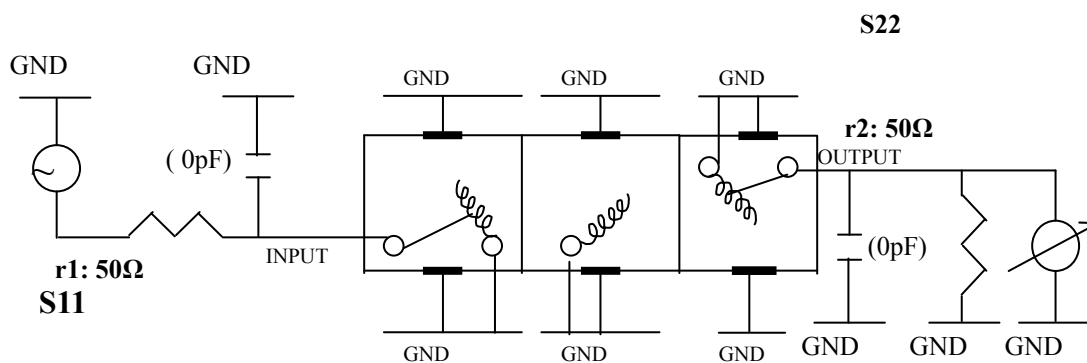 S22
GND
GND
GND
GND
GND
r2: 50Ω
( 0pF)
OUTPUT
INPUT
(0pF)
r1: 50Ω
S11
GND
GND
GND
GND
GND
GND
~